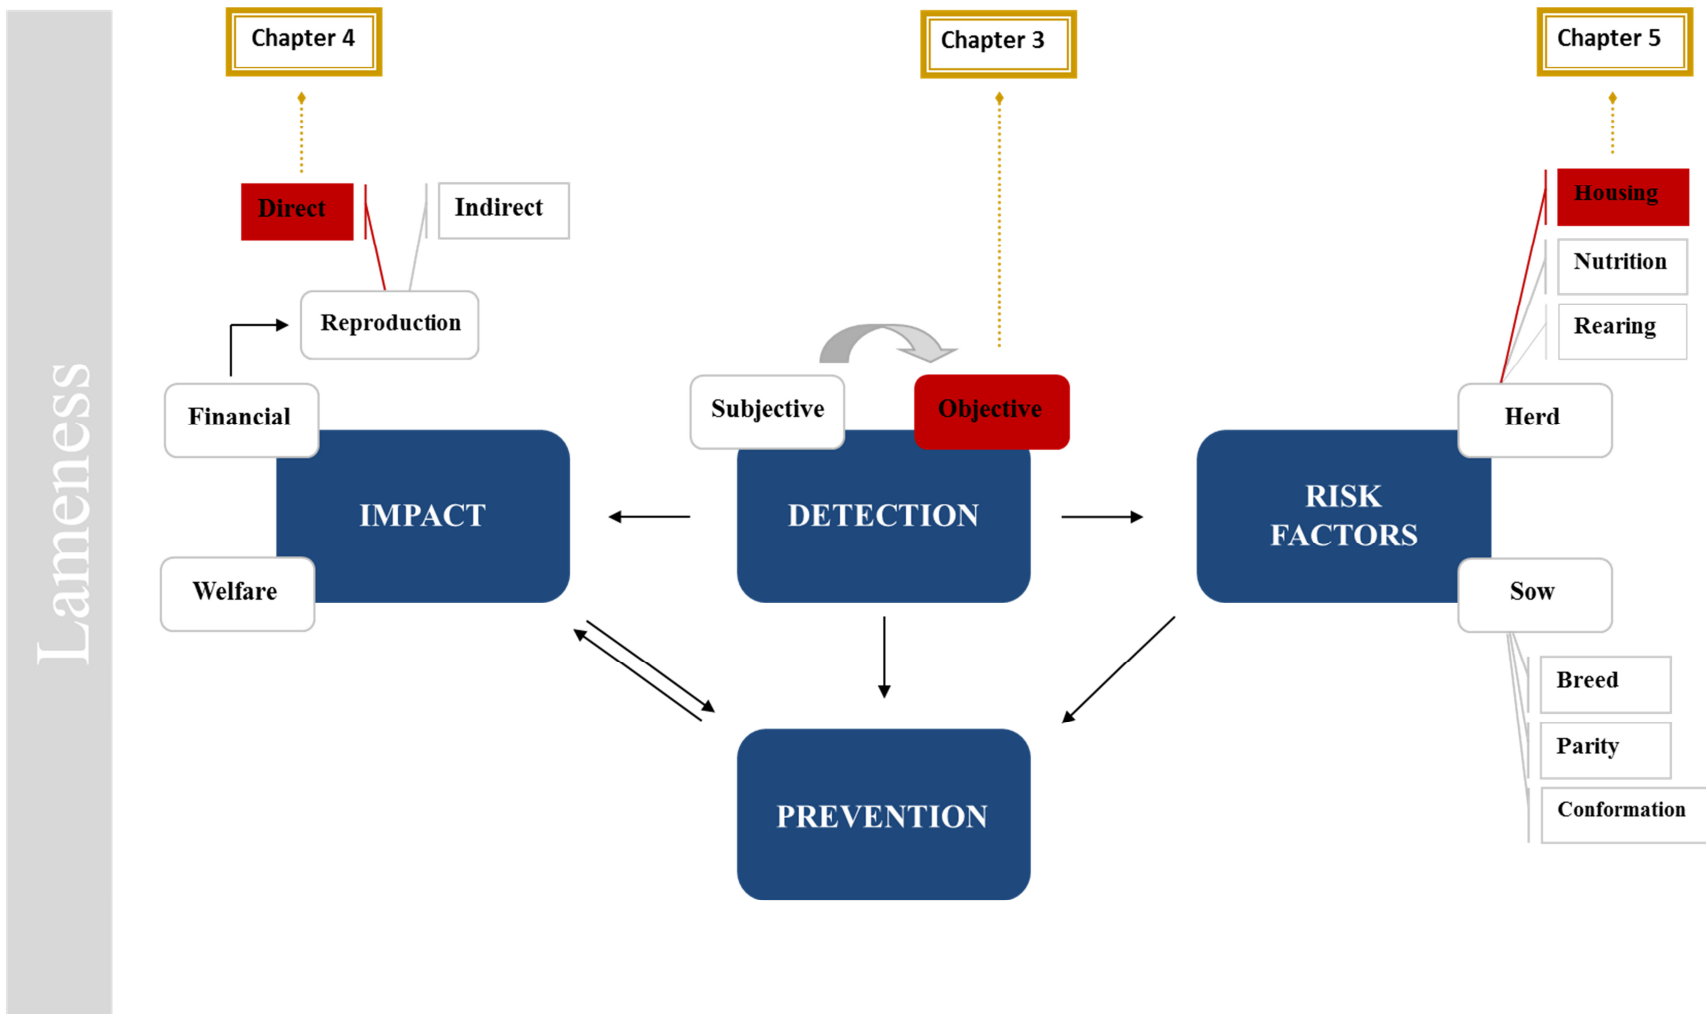 Lameness
Chapter 4
Chapter 3
Chapter 5
Direct
Indirect
Reproduction
Financial
IMPACT
Welfare
Subjective
Objective
DETECTION
PREVENTION
Housing
Nutrition
Rearing
Herd
RISK
FACTORS
Sow
Breed
Parity
Conformation